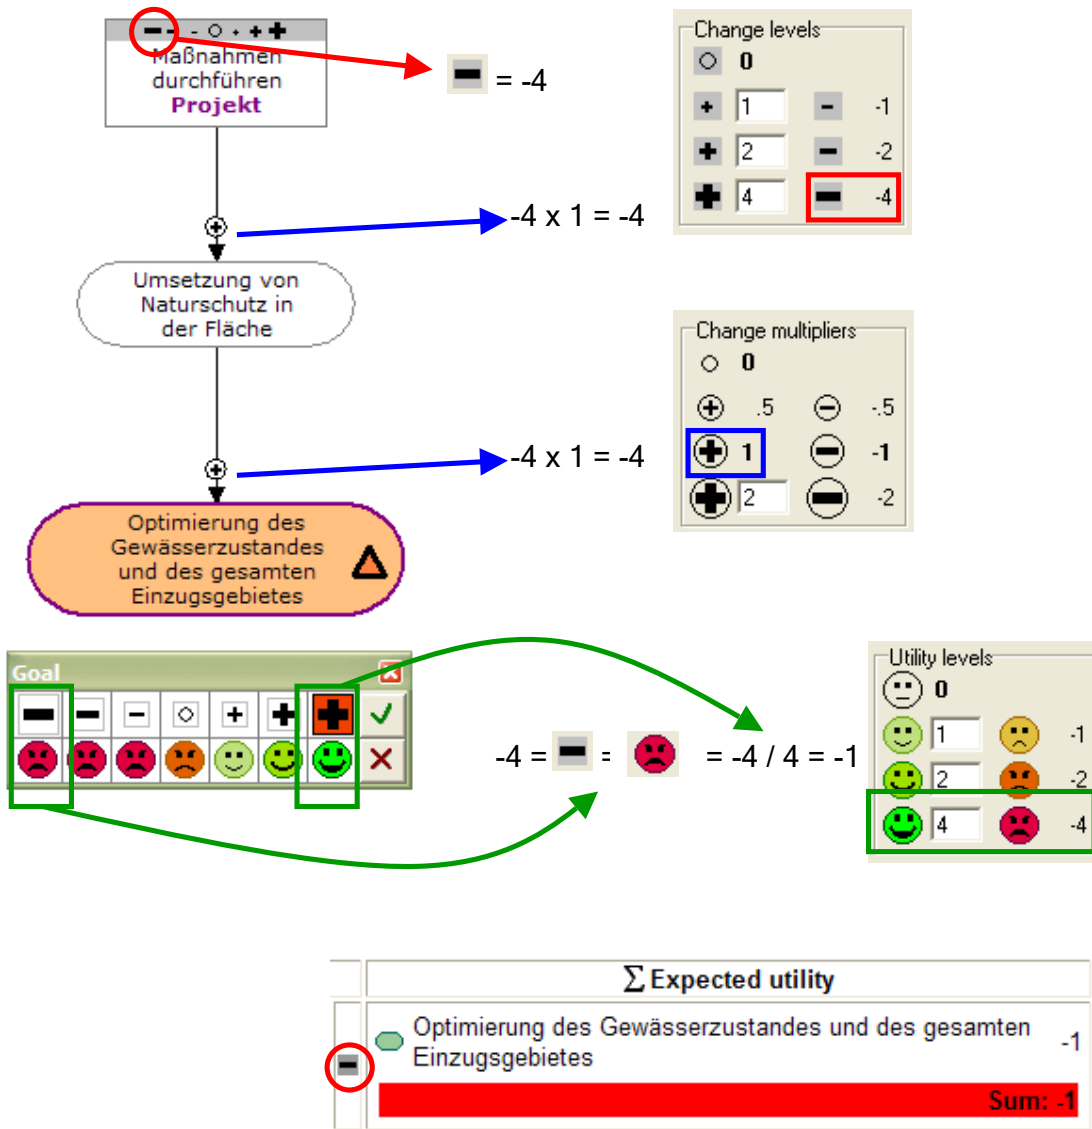 Maßnahmen
durchführen
Projekt
= -4
Change levels
0
1 -1
2 -2
4 -4
-4 x 1 = -4
Umsetzung von
Naturschutz in
der Fläche
Change multipliers
0
.5 -.5
1 -1
2 -2
-4 x 1 = -4
Optimierung des
Gewässerzustandes
und des gesamten
Einzugsgebietes
Goal
-4 = = = -4 / 4 = -1
Utility levels
0
1 -1
2 -2
4 -4
Σ Expected utility
Optimierung des Gewässerzustandes und des gesamten -1
Einzugsgebietes
Sum: -1